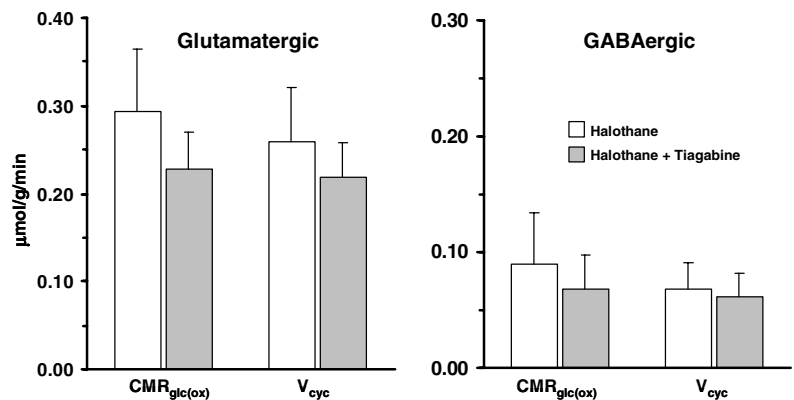 Glutamatergic
0.40
0.30
0.20
0.10
0.00
μmol/g/min
CMRglc(ox)
Vcyc
GABAergic
0.30
0.20
0.10
0.00
Halothane
Halothane + Tiagabine
CMRglc(ox)
Vcyc